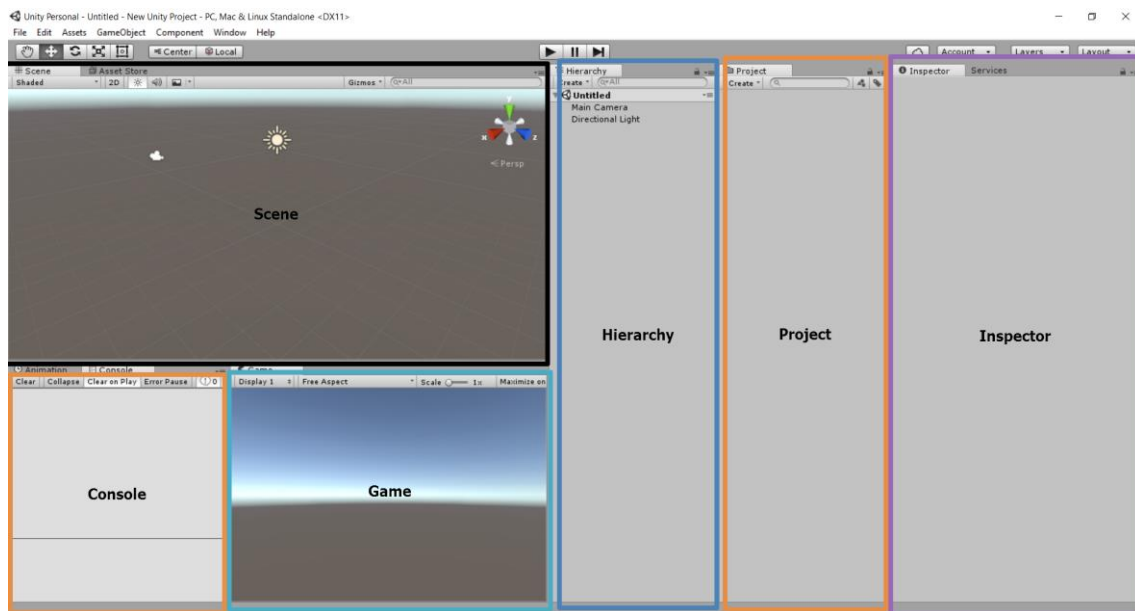 Unity Personal - Untitled - New Unity Project - PC, Mac & Linux Standalone <DX11>
File Edit Assets GameObject Component Window Help
Center Local
Account Layers Layout
Scene Asset Store
Shaded 2D Gizmos All
y
x z
Persp
Scene
Hierarchy
Create All
Untitled
Main Camera
Directional Light
Hierarchy
Project
Create
Project
Inspector Services
Inspector
Animation Console
Clear Collapse Clear on Play Error Pause 0
Console
Game
Display 1 Free Aspect Scale 1x Maximize on
Game